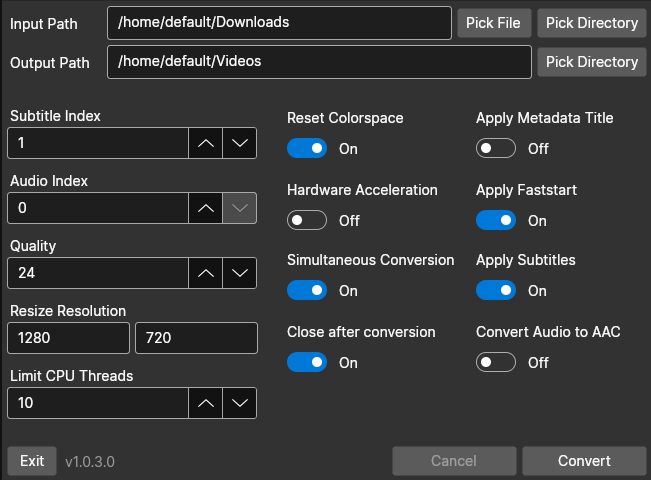 Input Path /home/default/Downloads Pick File Pick Directory
Output Path /home/default/Videos Pick Directory
Subtitle Index
1
Audio Index
0
Quality
24
Resize Resolution
1280 720
Limit CPU Threads
10
Reset Colorspace
On
Hardware Acceleration
Off
Simultaneous Conversion
On
Close after conversion
On
Apply Metadata Title
Off
Apply Faststart
On
Apply Subtitles
On
Convert Audio to AAC
Off
Exit v1.0.3.0 Cancel Convert